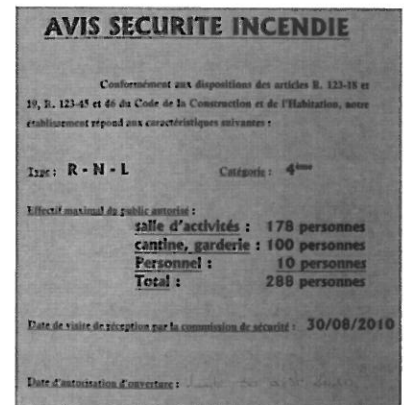 AVIS SECURITE INCENDIE
Conformément aux dispositions des articles R. 123-18 et
19, R. 123-45 et 46 du Code de la Construction et de l'Habitation, notre
établissement répond aux caractéristiques suivantes :
Type : R - N - L Catégorie : 4ème
Effectif maximal du public autorisé :
salle d'activités : 178 personnes
cantine, garderie : 100 personnes
Personnel : 10 personnes
Total : 288 personnes
Date de visite de réception par la commission de sécurité : 30/08/2010
Date d'autorisation d'ouverture :